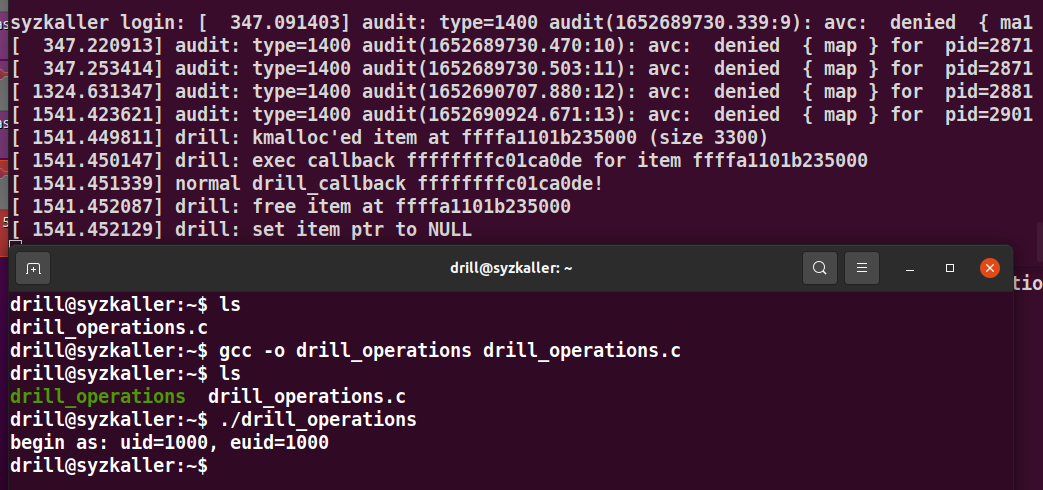 syzkaller login: [  347.091403] audit: type=1400 audit(1652689730.339:9): avc:  denied  { ma1
[  347.220913] audit: type=1400 audit(1652689730.470:10): avc:  denied  { map } for  pid=2871
[  347.253414] audit: type=1400 audit(1652689730.503:11): avc:  denied  { map } for  pid=2871
[ 1324.631347] audit: type=1400 audit(1652690707.880:12): avc:  denied  { map } for  pid=2881
[ 1541.423621] audit: type=1400 audit(1652690924.671:13): avc:  denied  { map } for  pid=2901
[ 1541.449811] drill: kmalloc'ed item at ffffa1101b235000 (size 3300)
[ 1541.450147] drill: exec callback ffffffffc01ca0de for item ffffa1101b235000
[ 1541.451339] normal drill_callback ffffffffc01ca0de!
[ 1541.452087] drill: free item at ffffa1101b235000
[ 1541.452129] drill: set item ptr to NULL
drill@syzkaller: ~
tio
drill@syzkaller:~$ ls
drill_operations.c
drill@syzkaller:~$ gcc -o drill_operations drill_operations.c
drill@syzkaller:~$ ls
drill_operations  drill_operations.c
drill@syzkaller:~$ ./drill_operations
begin as: uid=1000, euid=1000
drill@syzkaller:~$